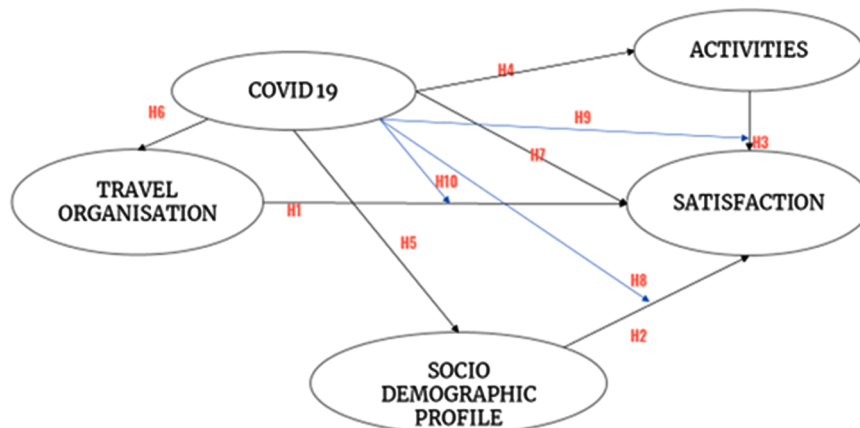 ACTIVITIES
COVID 19
H4
H6
H9
H3
H7
TRAVEL
ORGANISATION
H10
H1
SATISFACTION
H5
H8
H2
SOCIO
DEMOGRAPHIC
PROFILE